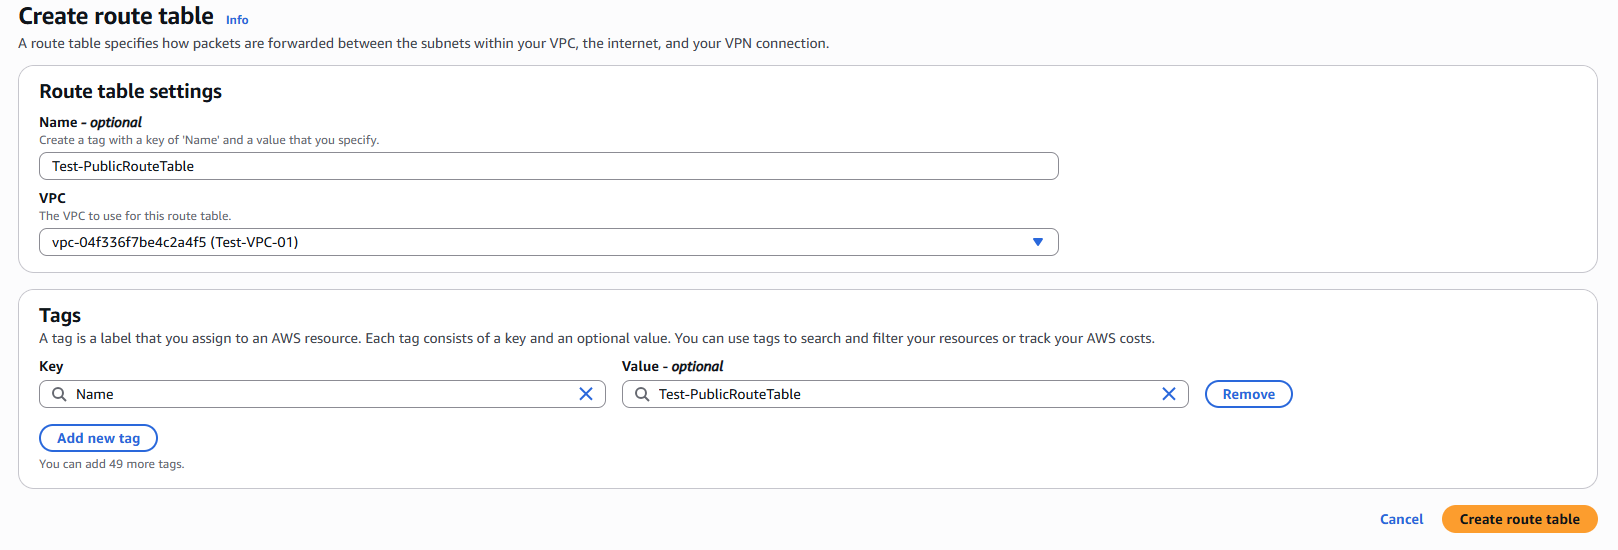 Create route table Info
A route table specifies how packets are forwarded between the subnets within your VPC, the internet, and your VPN connection.
Route table settings
Name - optional
Create a tag with a key of 'Name' and a value that you specify.
Test-PublicRouteTable
VPC
The VPC to use for this route table.
vpc-04f336f7be4c2a4f5 (Test-VPC-01)
Tags
A tag is a label that you assign to an AWS resource. Each tag consists of a key and an optional value. You can use tags to search and filter your resources or track your AWS costs.
Key Value - optional
Name Test-PublicRouteTable Remove
Add new tag
You can add 49 more tags.
Cancel Create route table